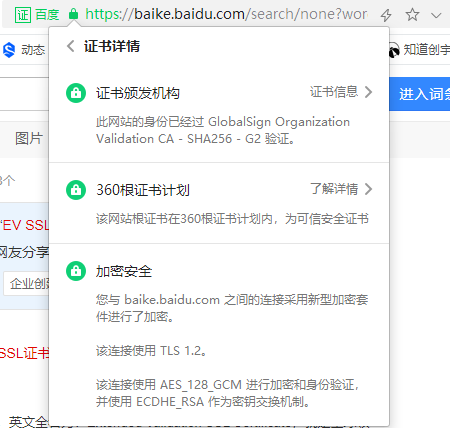 证 百度 https://baike.baidu.com/search/none?wor
动态
知道创宇
证书详情
进入词条
证书颁发机构 证书信息
此网站的身份已经过 GlobalSign Organization
Validation CA - SHA256 - G2 验证。
图片
个
360根证书计划 了解详情
该网站根证书在360根证书计划内，为可信安全证书
"EV SSL
网友分享
加密安全
企业创建
您与 baike.baidu.com 之间的连接采用新型加密套
件进行了加密。
SSL证书
该连接使用 TLS 1.2。
该连接使用 AES_128_GCM 进行加密和身份验证，
并使用 ECDHE_RSA 作为密钥交换机制。